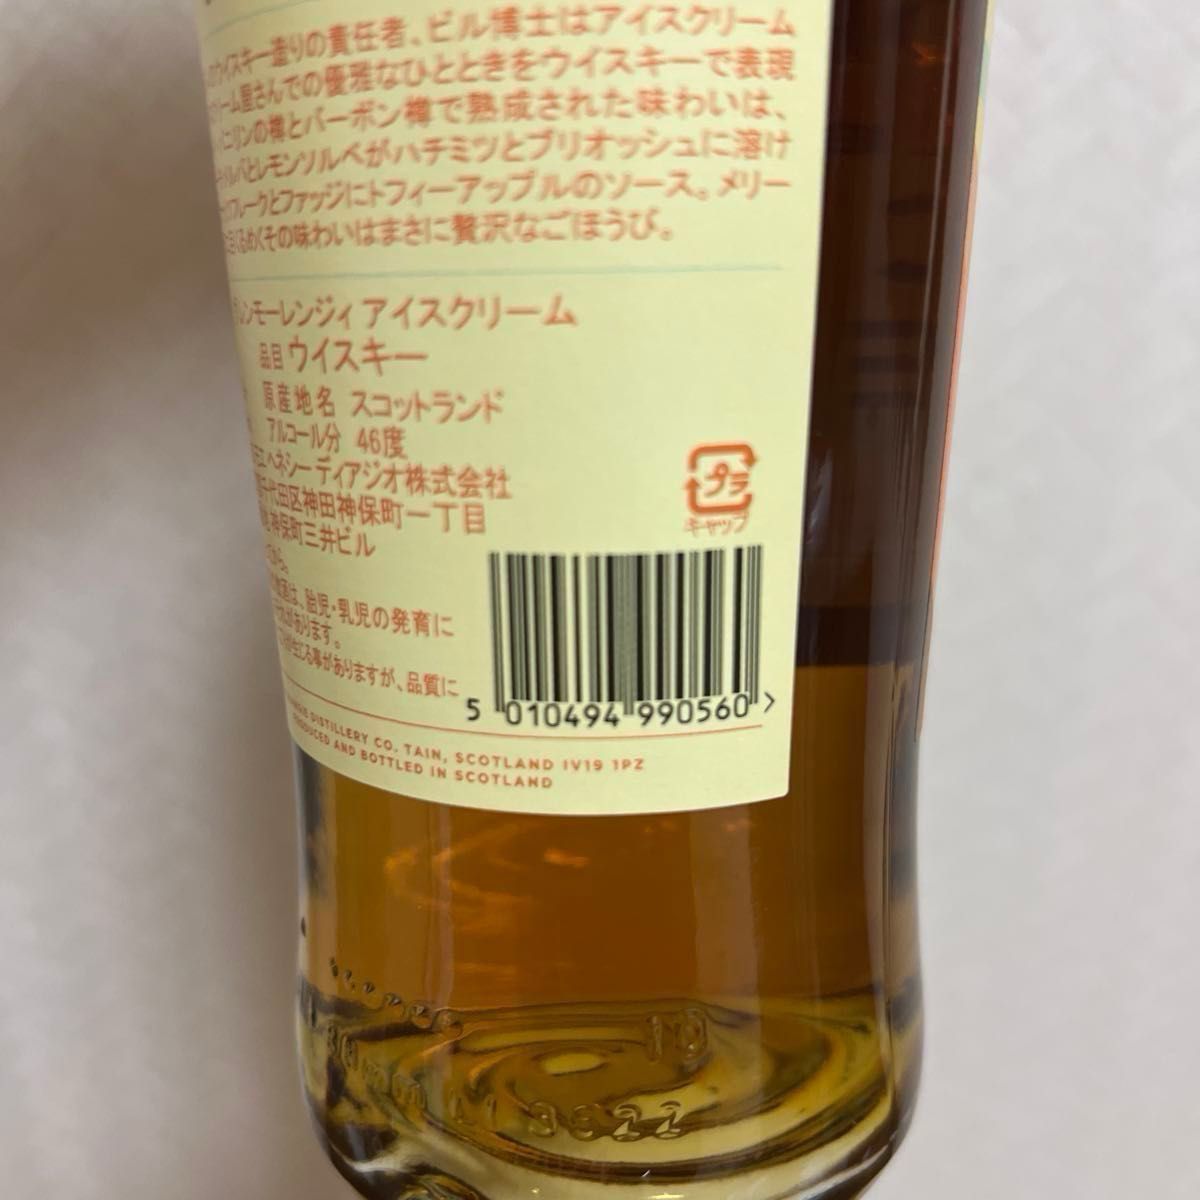 ウイスキー造りの責任者、ビル博士はアイスクリーム
クリーム屋さんでの優雅なひとときをウイスキーで表現
ニリンの樽とバーボン樽で熟成された味わいは、
とレモンソルベがハチミツとブリオッシュに溶け
フレークとファッジにトフィーアップルのソース。メリー
くるめくその味わいはまさに贅沢なごほうび。
グレンモーレンジィ アイスクリーム
品目 ウイスキー
原産地名 スコットランド
アルコール分 46度
ヘネシー ディアジオ株式会社
千代田区神田神保町一丁目
神保町三井ビル
プラ
キャップ
から。
飲酒は、胎児・乳児の発育に
があります。
が生じる事がありますが、品質に
5 010494 990560 >
DISTILLERY CO. TAIN, SCOTLAND IV19 1PZ
PRODUCED AND BOTTLED IN SCOTLAND